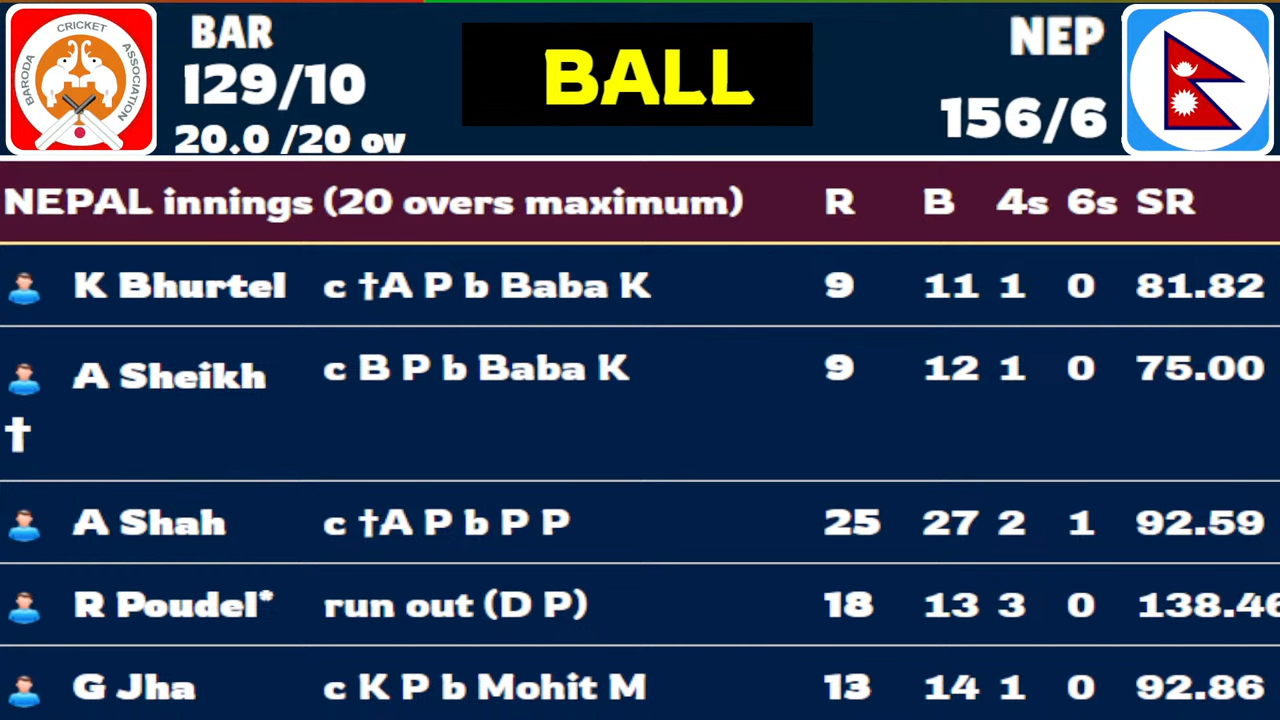 BARODA CRICKET ASSOCIATION
BAR
129/10
20.0 /20 ov
BALL
NEP
156/6
NEPAL innings (20 overs maximum) R B 4s 6s SR
K Bhurtel c †A P b Baba K 9 11 1 0 81.82
A Sheikh c B P b Baba K 9 12 1 0 75.00
†
A Shah c †A P b P P 25 27 2 1 92.59
R Poudel* run out (D P) 18 13 3 0 138.46
G Jha c K P b Mohit M 13 14 1 0 92.86